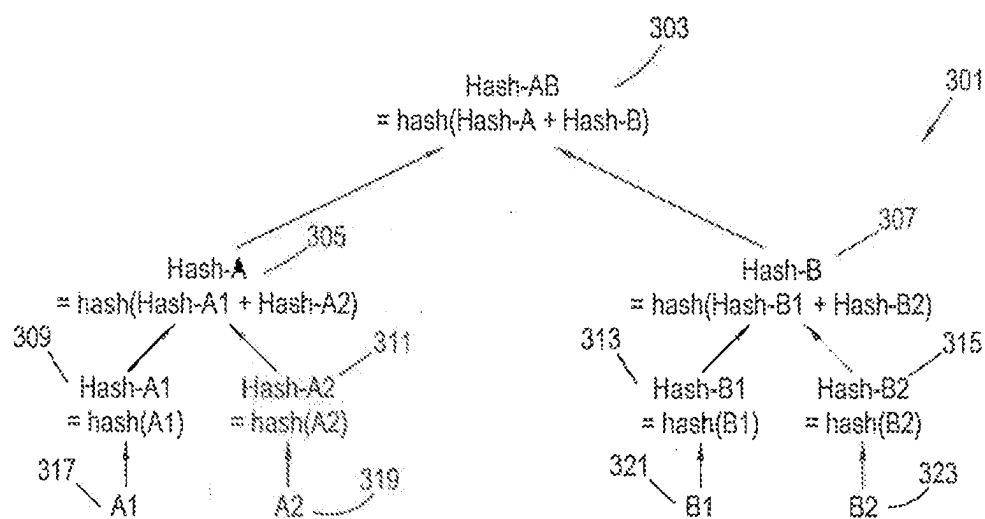 303
Hash-AB
= hash(Hash-A + Hash-B)
301
305
307
Hash-A
= hash(Hash-A1 + Hash-A2)
Hash-B
= hash(Hash-B1 + Hash-B2)
309
311
313
315
Hash-A1
= hash(A1)
Hash-A2
= hash(A2)
Hash-B1
= hash(B1)
Hash-B2
= hash(B2)
317
A1
A2
319
321
B1
B2
323